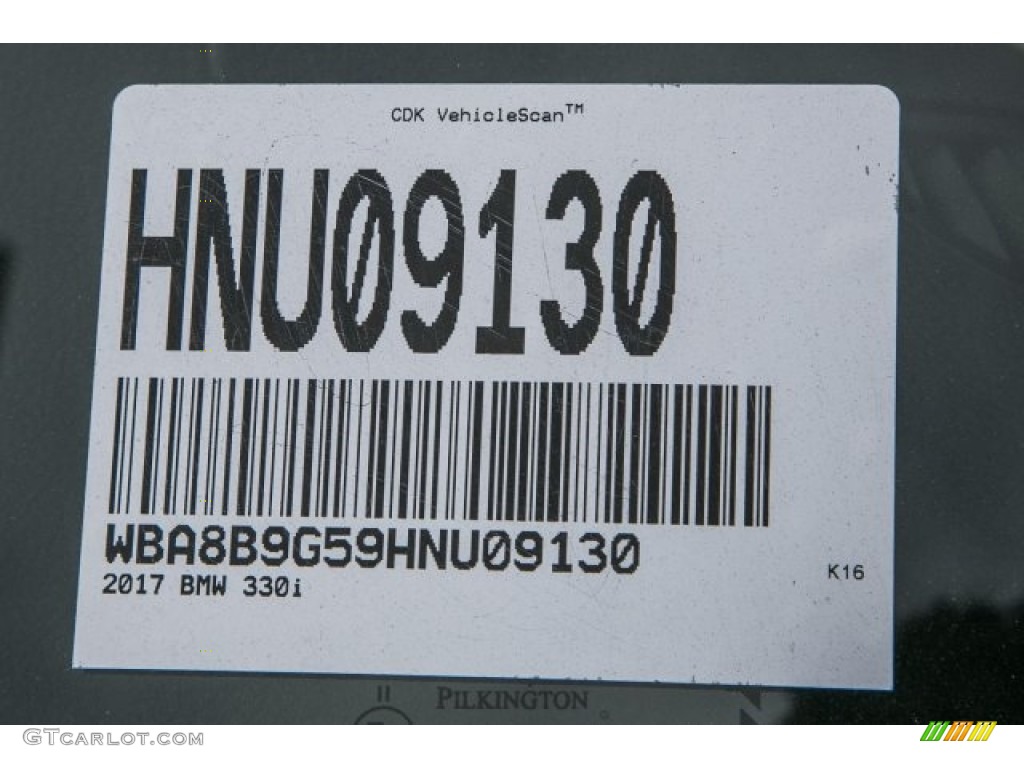 CDK VehicleScan™
HNU09130
WBA8B9G59HNU09130
2017 BMW 330i
K16
PILKINGTON
GTCARLOT.COM